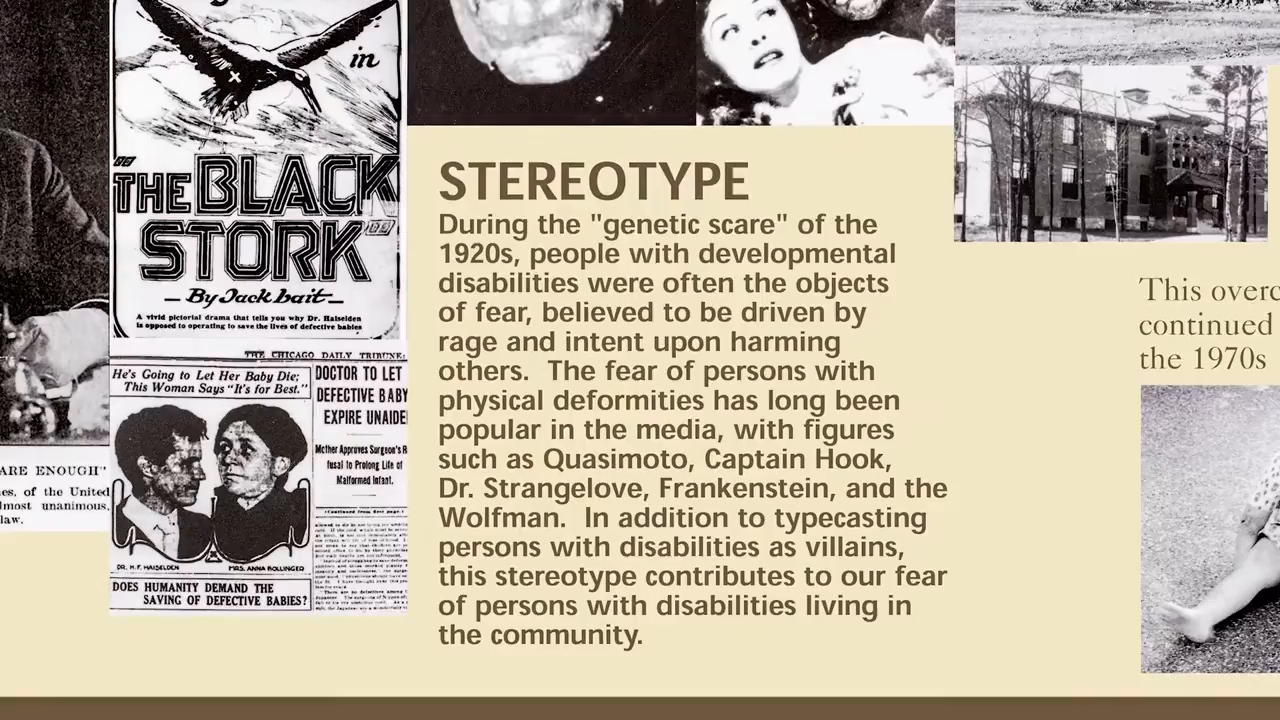 in
"THE BLACK
STORK"
By Jack Lait
A vivid pictorial drama that tells you why Dr. Haiselden
is opposed to operating to save the lives of defective babies
THE CHICAGO DAILY TRIBUNE:
He's Going to Let Her Baby Die;
This Woman Says "It's for Best."
DR. H.F. HAISELDEN
MRS. ANNA BOLLINGER
DOES HUMANITY DEMAND THE
SAVING OF DEFECTIVE BABIES?
DOCTOR TO LET
DEFECTIVE BABY
EXPIRE UNAIDE
Mother Approves Surgeon's R
fusal to Prolong Life of
Malformed Infant.
ARE ENOUGH"
es, of the United
lmost unanimous,
law.
STEREOTYPE
During the "genetic scare" of the
1920s, people with developmental
disabilities were often the objects
of fear, believed to be driven by
rage and intent upon harming
others. The fear of persons with
physical deformities has long been
popular in the media, with figures
such as Quasimoto, Captain Hook,
Dr. Strangelove, Frankenstein, and the
Wolfman. In addition to typecasting
persons with disabilities as villains,
this stereotype contributes to our fear
of persons with disabilities living in
the community.
This overc
continued
the 1970s